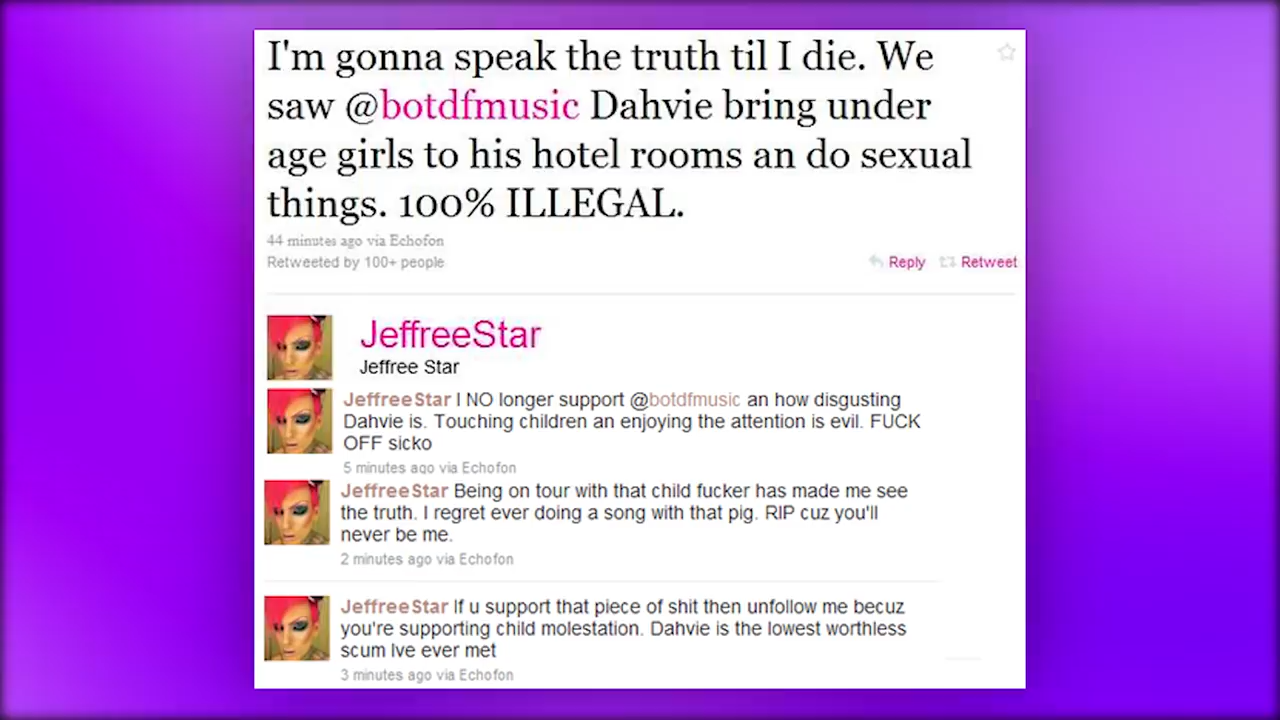 I'm gonna speak the truth til I die. We
saw @botdfmusic Dahvie bring under
age girls to his hotel rooms an do sexual
things. 100% ILLEGAL.
44 minutes ago via Echofon
Retweeted by 100+ people
Reply Retweet
JeffreeStar
Jeffree Star
JeffreeStar I NO longer support @botdfmusic an how disgusting
Dahvie is. Touching children an enjoying the attention is evil. FUCK
OFF sicko
5 minutes ago via Echofon
JeffreeStar Being on tour with that child fucker has made me see
the truth. I regret ever doing a song with that pig. RIP cuz you'll
never be me.
2 minutes ago via Echofon
JeffreeStar If u support that piece of shit then unfollow me becuz
you're supporting child molestation. Dahvie is the lowest worthless
scum Ive ever met
3 minutes ago via Echofon